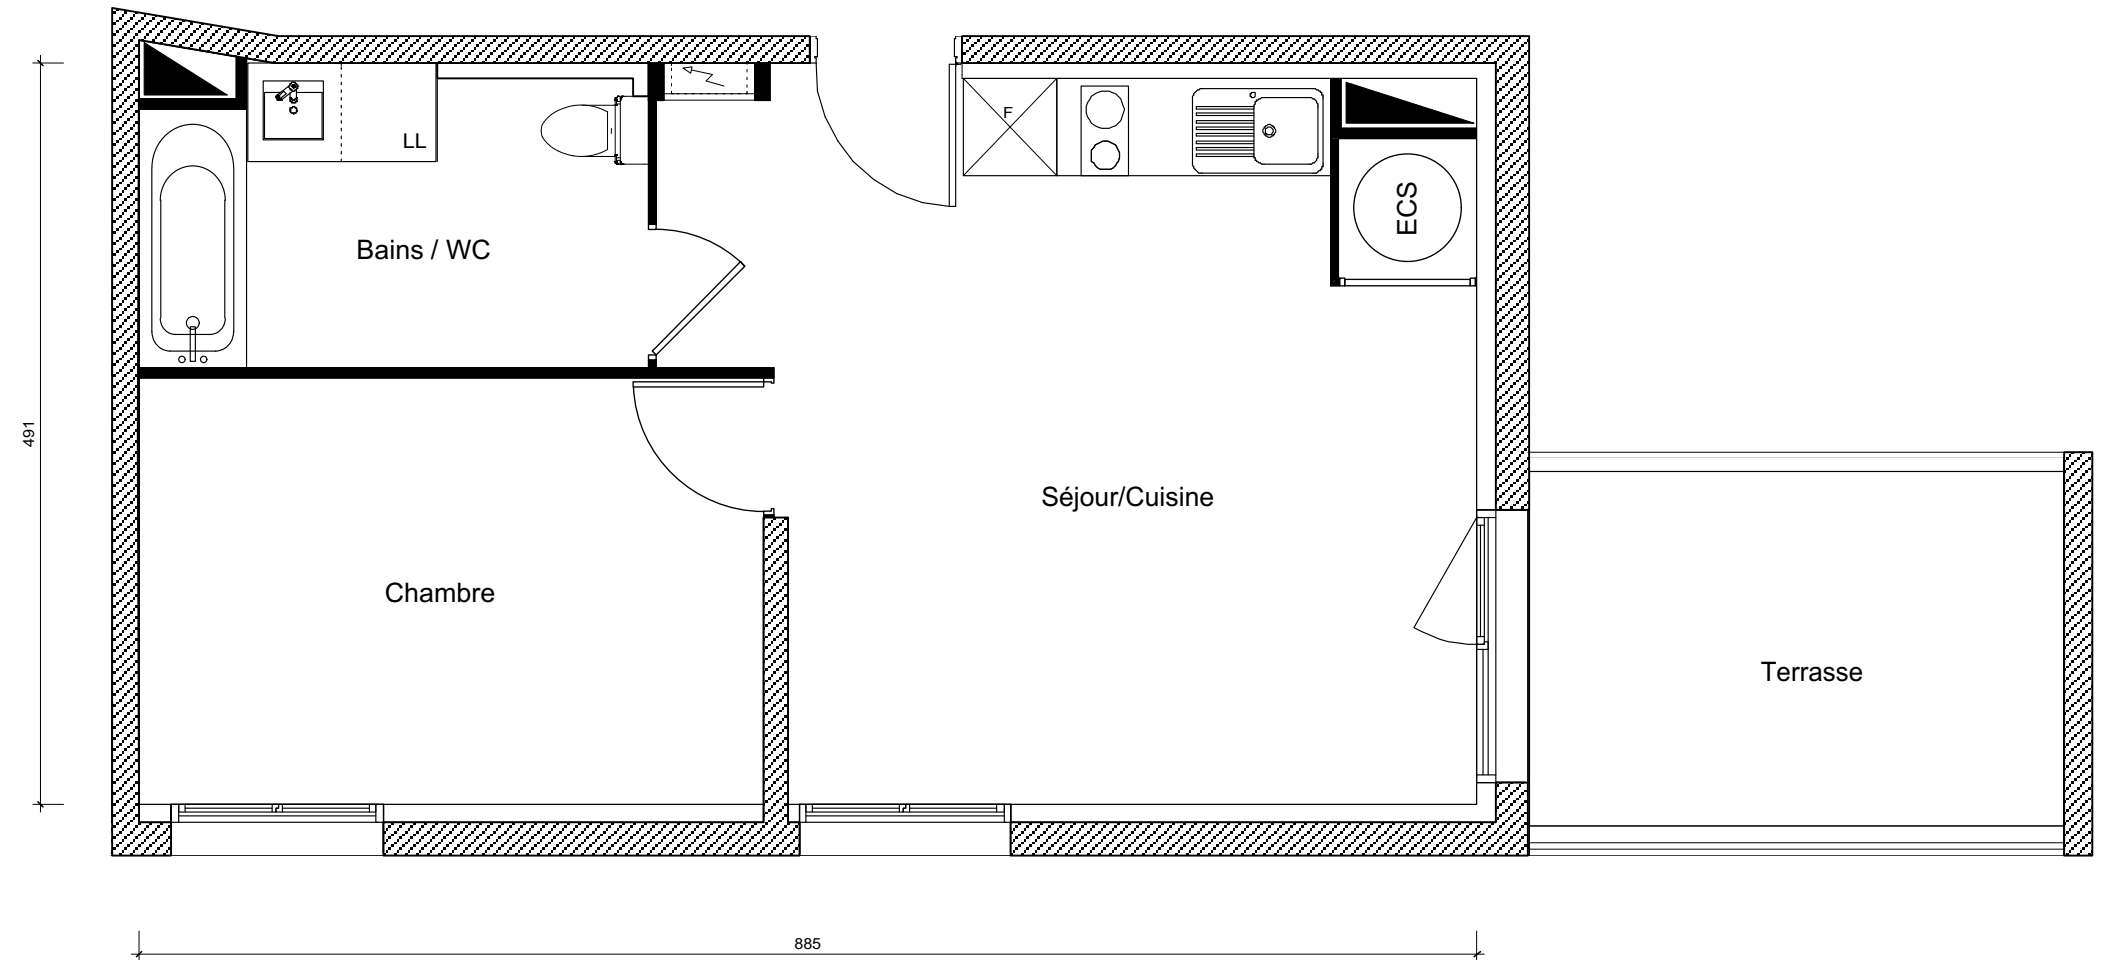 F
LL
ECS
Bains / WC
491
Séjour/Cuisine
Chambre
Terrasse
885